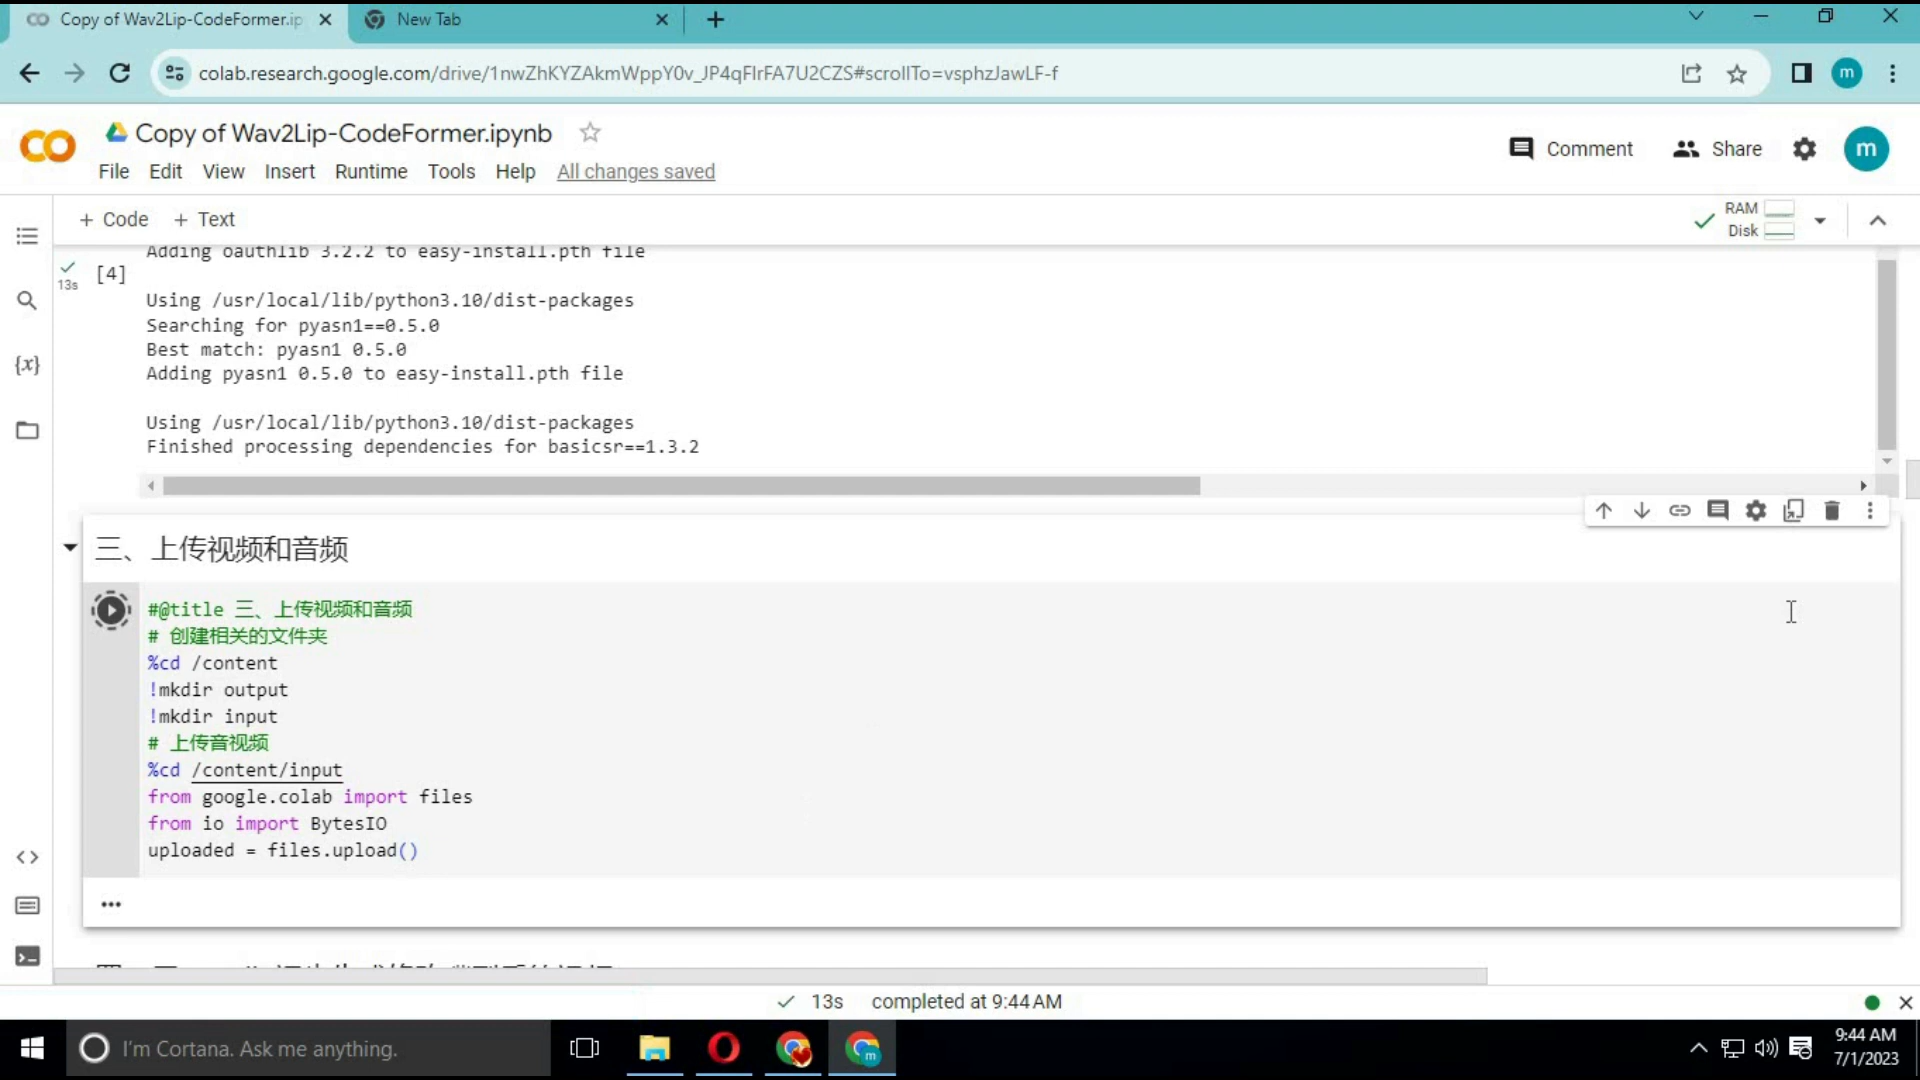 Copy of Wav2Lip-CodeFormer.ip
New Tab
colab.research.google.com/drive/1nwZhKYZAkmWppY0v_JP4qFlrFA7U2CZS#scrollTo=vsphzJawLF-f
m
CO
Copy of Wav2Lip-CodeFormer.ipynb
Comment
Share
m
File Edit View Insert Runtime Tools Help All changes saved
+ Code + Text
RAM
Disk
Adding oauthlib 3.2.2 to easy-install.pth file
13s
[4]
Using /usr/local/lib/python3.10/dist-packages
Searching for pyasn1==0.5.0
Best match: pyasn1 0.5.0
{x}
Adding pyasn1 0.5.0 to easy-install.pth file
Using /usr/local/lib/python3.10/dist-packages
Finished processing dependencies for basicsr==1.3.2
三、上传视频和音频
#@title 三、上传视频和音频
# 创建相关的文件夹
%cd /content
!mkdir output
!mkdir input
# 上传音视频
%cd /content/input
from google.colab import files
from io import BytesIO
uploaded = files.upload()
•••
13s completed at 9:44 AM
I'm Cortana. Ask me anything.
m
9:44 AM
7/1/2023